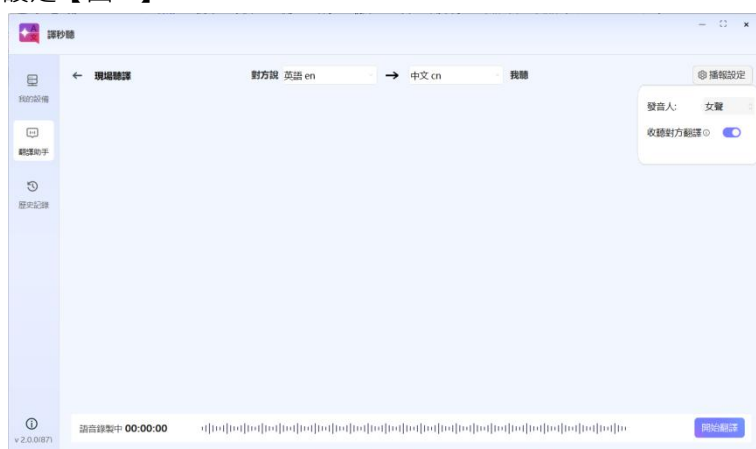 譯秒聽
← 現場聽譯
對方說 英語 en → 中文 cn 我聽
播報設定
發音人: 女聲
收聽對方翻譯
我的設備
翻譯助手
歷史記錄
v 2.0.0(87)
語音錄製中 00:00:00
開始翻譯